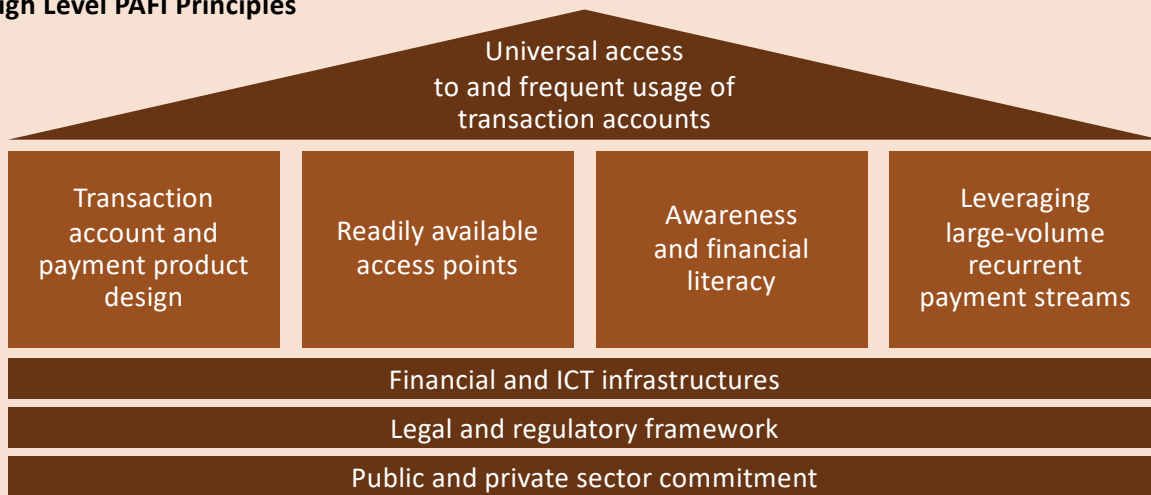 igh Level PAFI Principles
Universal access
to and frequent usage of
transaction accounts
Transaction
account and
payment product
design
Readily available
access points
Awareness
and financial
literacy
Leveraging
large-volume
recurrent
payment streams
Financial and ICT infrastructures
Legal and regulatory framework
Public and private sector commitment